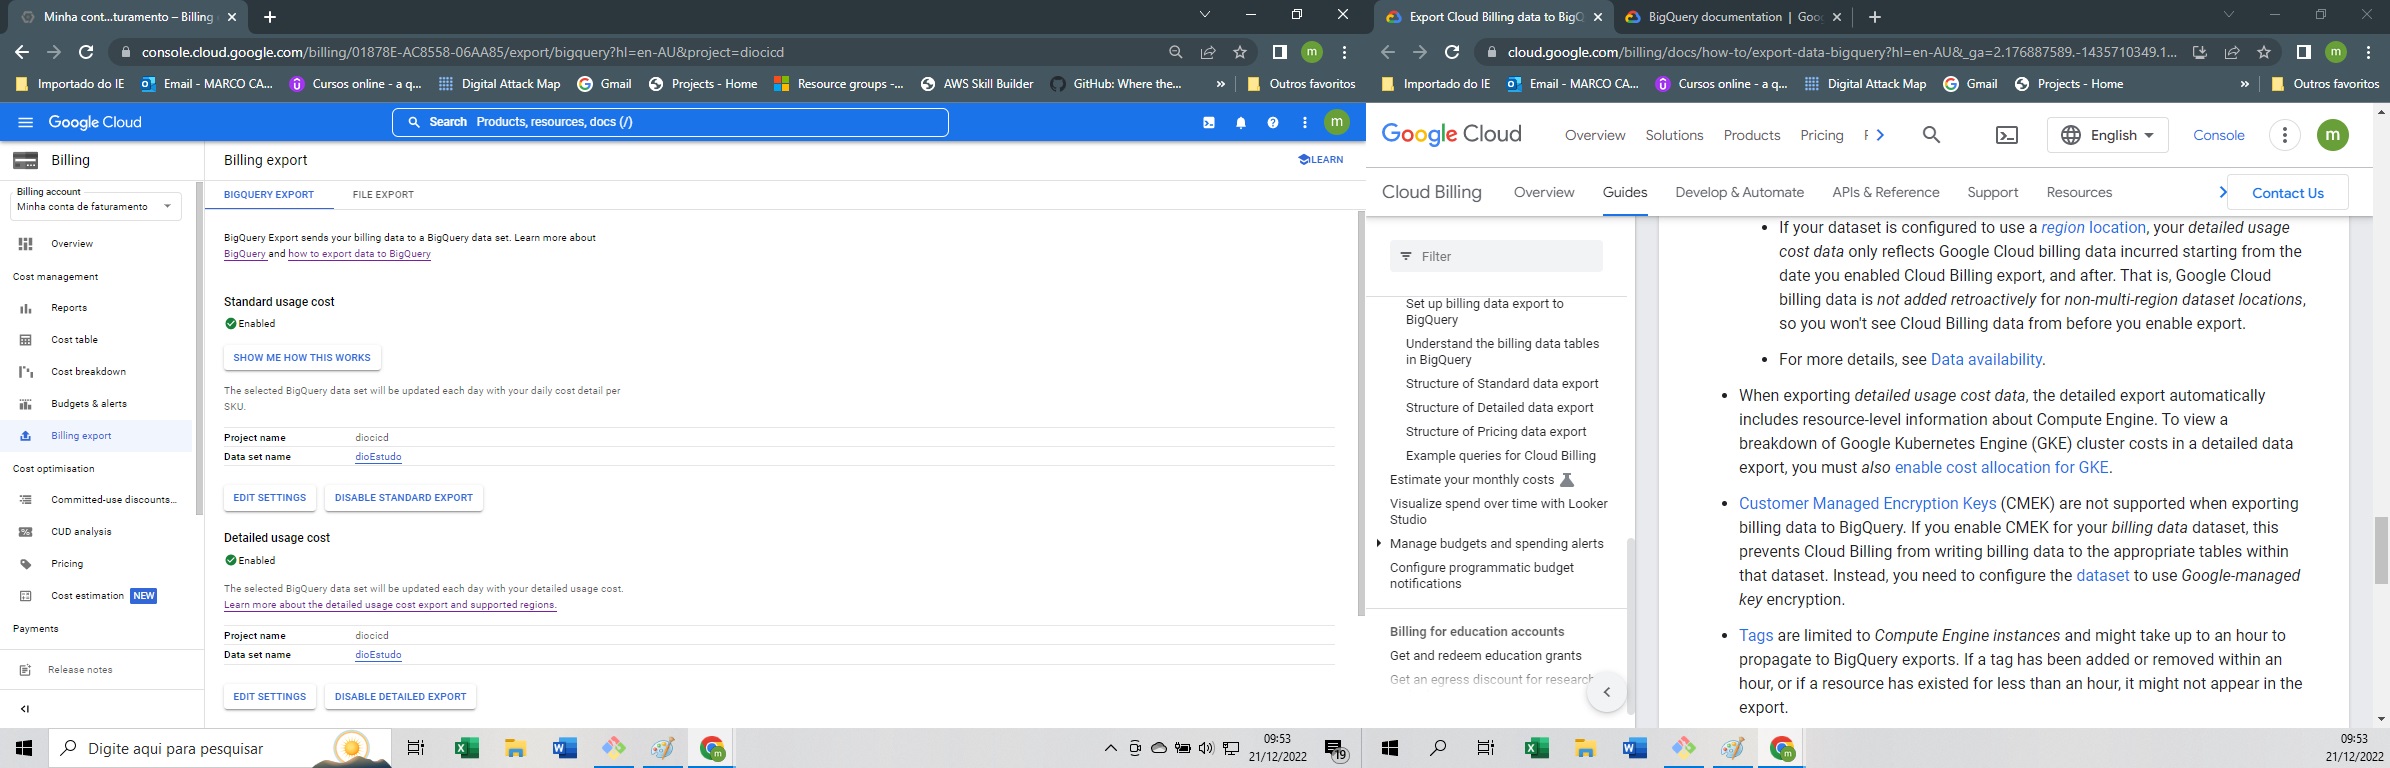 Minha cont...turamento – Billing
console.cloud.google.com/billing/01878E-AC8558-06AA85/export/bigquery?hl=en-AU&project=diocicd
Importado do IE
Email - MARCO CA...
Cursos online - a q...
Digital Attack Map
Gmail
Projects - Home
Resource groups -...
AWS Skill Builder
GitHub: Where the...
»
Outros favoritos
Google Cloud
Search Products, resources, docs (/)
m
Billing
Billing account
Minha conta de faturamento
Overview
Cost management
Reports
Cost table
Cost breakdown
Budgets & alerts
Billing export
Cost optimisation
Committed-use discounts...
CUD analysis
Pricing
Cost estimation NEW
Payments
Release notes
Billing export
LEARN
BIGQUERY EXPORT
FILE EXPORT
BigQuery Export sends your billing data to a BigQuery data set. Learn more about
BigQuery and how to export data to BigQuery
Standard usage cost
Enabled
SHOW ME HOW THIS WORKS
The selected BigQuery data set will be updated each day with your daily cost detail per
SKU.
Project name diocicd
Data set name dioEstudo
EDIT SETTINGS
DISABLE STANDARD EXPORT
Detailed usage cost
Enabled
The selected BigQuery data set will be updated each day with your detailed usage cost.
Learn more about the detailed usage cost export and supported regions.
Project name diocicd
Data set name dioEstudo
EDIT SETTINGS
DISABLE DETAILED EXPORT
Digite aqui para pesquisar
09:53
21/12/2022
19
Export Cloud Billing data to BigQ
BigQuery documentation | Goo
cloud.google.com/billing/docs/how-to/export-data-bigquery?hl=en-AU&_ga=2.176887589.-1435710349.1...
m
Importado do IE
Email - MARCO CA...
Cursos online - a q...
Digital Attack Map
Gmail
Projects - Home
»
Outros favoritos
Google Cloud
Overview
Solutions
Products
Pricing
English
Console
m
Cloud Billing
Overview
Guides
Develop & Automate
APIs & Reference
Support
Resources
Contact Us
Filter
Set up billing data export to
BigQuery
Understand the billing data tables
in BigQuery
Structure of Standard data export
Structure of Detailed data export
Structure of Pricing data export
Example queries for Cloud Billing
Estimate your monthly costs
Visualize spend over time with Looker
Studio
Manage budgets and spending alerts
Configure programmatic budget
notifications
Billing for education accounts
Get and redeem education grants
Get an egress discount for research
• If your dataset is configured to use a region location, your detailed usage
cost data only reflects Google Cloud billing data incurred starting from the
date you enabled Cloud Billing export, and after. That is, Google Cloud
billing data is not added retroactively for non-multi-region dataset locations,
so you won't see Cloud Billing data from before you enable export.
• For more details, see Data availability.
• When exporting detailed usage cost data, the detailed export automatically
includes resource-level information about Compute Engine. To view a
breakdown of Google Kubernetes Engine (GKE) cluster costs in a detailed data
export, you must also enable cost allocation for GKE.
• Customer Managed Encryption Keys (CMEK) are not supported when exporting
billing data to BigQuery. If you enable CMEK for your billing data dataset, this
prevents Cloud Billing from writing billing data to the appropriate tables within
that dataset. Instead, you need to configure the dataset to use Google-managed
key encryption.
• Tags are limited to Compute Engine instances and might take up to an hour to
propagate to BigQuery exports. If a tag has been added or removed within an
hour, or if a resource has existed for less than an hour, it might not appear in the
export.
09:53
21/12/2022